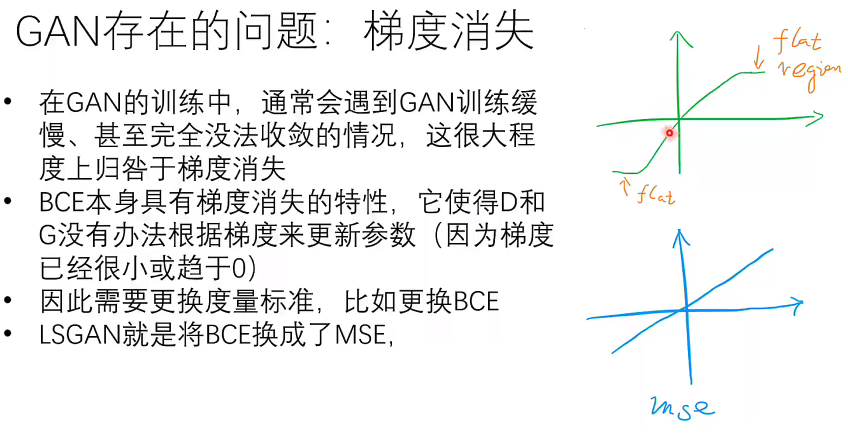 GAN存在的问题：梯度消失
• 在GAN的训练中，通常会遇到GAN训练缓
慢、甚至完全没法收敛的情况，这很大程
度上归咎于梯度消失
• BCE本身具有梯度消失的特性，它使得D和
G没有办法根据梯度来更新参数（因为梯度
已经很小或趋于0）
• 因此需要更换度量标准，比如更换BCE
• LSGAN就是将BCE换成了MSE，
flat
region
flat
mse